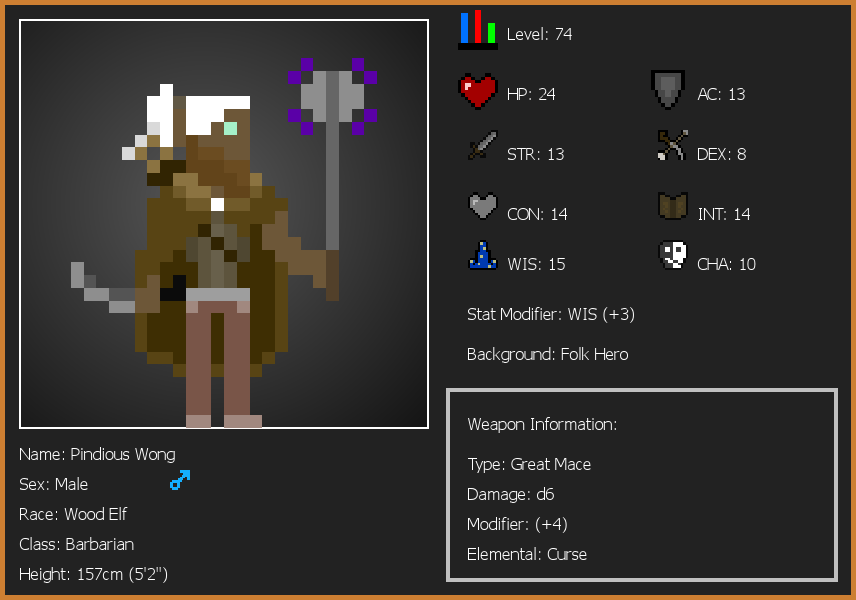 Level: 74
HP: 24
AC: 13
STR: 13
DEX: 8
CON: 14
INT: 14
WIS: 15
CHA: 10
Stat Modifier: WIS (+3)
Background: Folk Hero
Weapon Information:
Type: Great Mace
Damage: d6
Modifier: (+4)
Elemental: Curse
Name: Pindious Wong
Sex: Male
Race: Wood Elf
Class: Barbarian
Height: 157cm (5'2")